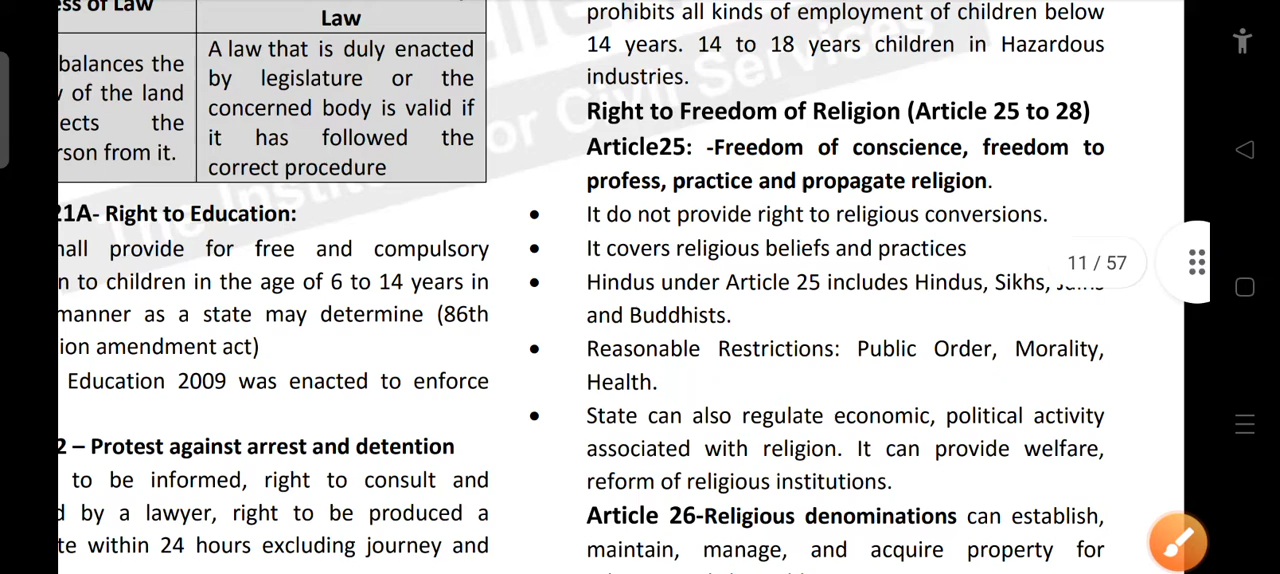 ess of Law
Law
balances the
of the land
ects the
rson from it.
A law that is duly enacted
by legislature or the
concerned body is valid if
it has followed the
correct procedure
21A- Right to Education:
hall provide for free and compulsory
n to children in the age of 6 to 14 years in
manner as a state may determine (86th
ion amendment act)
Education 2009 was enacted to enforce
2 – Protest against arrest and detention
to be informed, right to consult and
d by a lawyer, right to be produced a
te within 24 hours excluding journey and
prohibits all kinds of employment of children below
14 years. 14 to 18 years children in Hazardous
industries.
Right to Freedom of Religion (Article 25 to 28)
Article25: -Freedom of conscience, freedom to
profess, practice and propagate religion.
• It do not provide right to religious conversions.
• It covers religious beliefs and practices
• Hindus under Article 25 includes Hindus, Sikhs,
and Buddhists.
• Reasonable Restrictions: Public Order, Morality,
Health.
• State can also regulate economic, political activity
associated with religion. It can provide welfare,
reform of religious institutions.
Article 26-Religious denominations can establish,
maintain, manage, and acquire property for
11 / 57
The Instit
or Civil Services